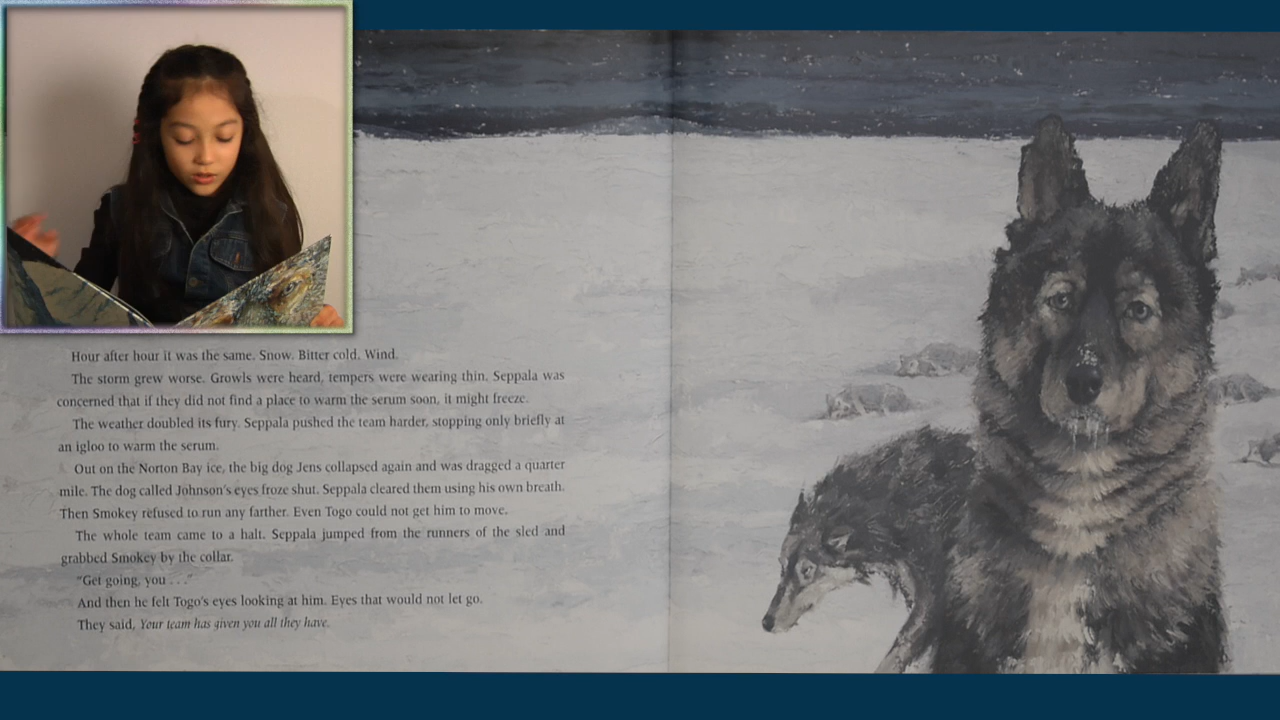 Hour after hour it was the same. Snow. Bitter cold. Wind.
The storm grew worse. Growls were heard, tempers were wearing thin. Seppala was
concerned that if they did not find a place to warm the serum soon, it might freeze.
The weather doubled its fury. Seppala pushed the team harder, stopping only briefly at
an igloo to warm the serum.
Out on the Norton Bay ice, the big dog Jens collapsed again and was dragged a quarter
mile. The dog called Johnson's eyes froze shut. Seppala cleared them using his own breath.
Then Smokey refused to run any farther. Even Togo could not get him to move.
The whole team came to a halt. Seppala jumped from the runners of the sled and
grabbed Smokey by the collar.
"Get going, you . . ."
And then he felt Togo's eyes looking at him. Eyes that would not let go.
They said, Your team has given you all they have.